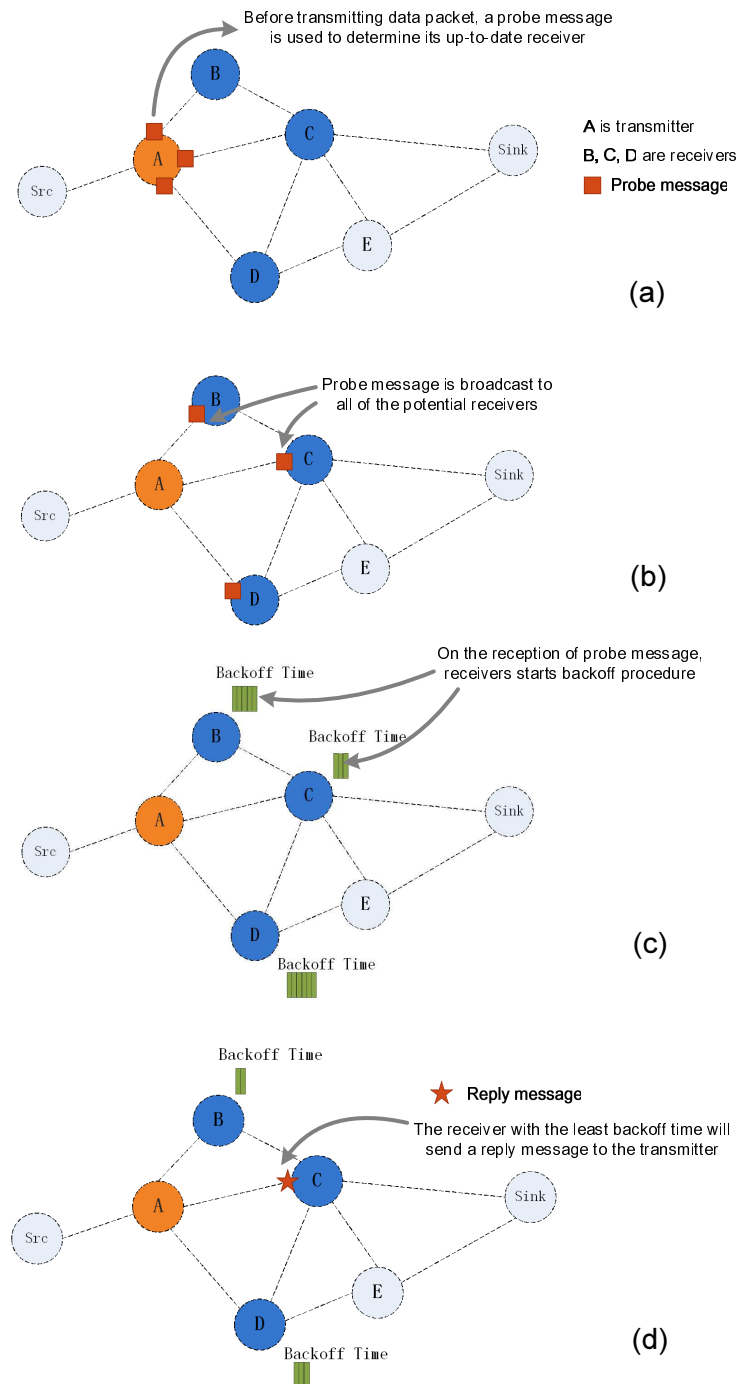 Before transmitting data packet, a probe message
is used to determine its up-to-date receiver
B
C
A
Src
Sink
E
D
A is transmitter
B, C, D are receivers
Probe message
(a)
Probe message is broadcast to
all of the potential receivers
B
C
A
Src
Sink
E
D
(b)
On the reception of probe message,
receivers starts backoff procedure
Backoff Time
B
Backoff Time
C
A
Src
Sink
E
D
Backoff Time
(c)
Backoff Time
B
Reply message
The receiver with the least backoff time will
send a reply message to the transmitter
C
A
Src
Sink
E
D
Backoff Time
(d)